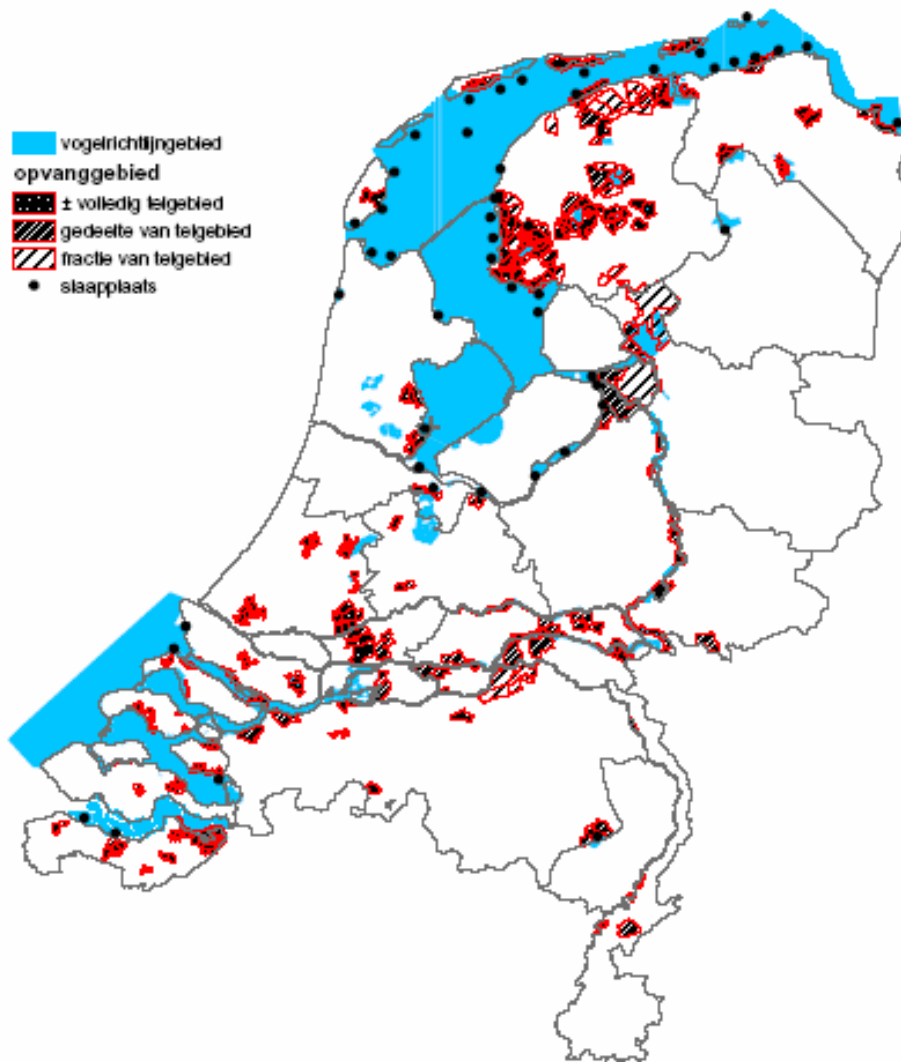 vogelrichtlijngebied
opvanggebied
± volledig telgebied
gedeelte van telgebied
fractie van telgebied
slaapplaats